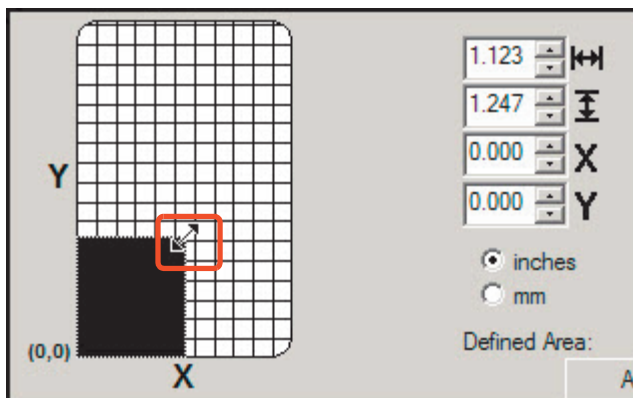 1.123
1.247
0.000 X
0.000 Y
Y
inches
mm
(0,0)
X
Defined Area:
A